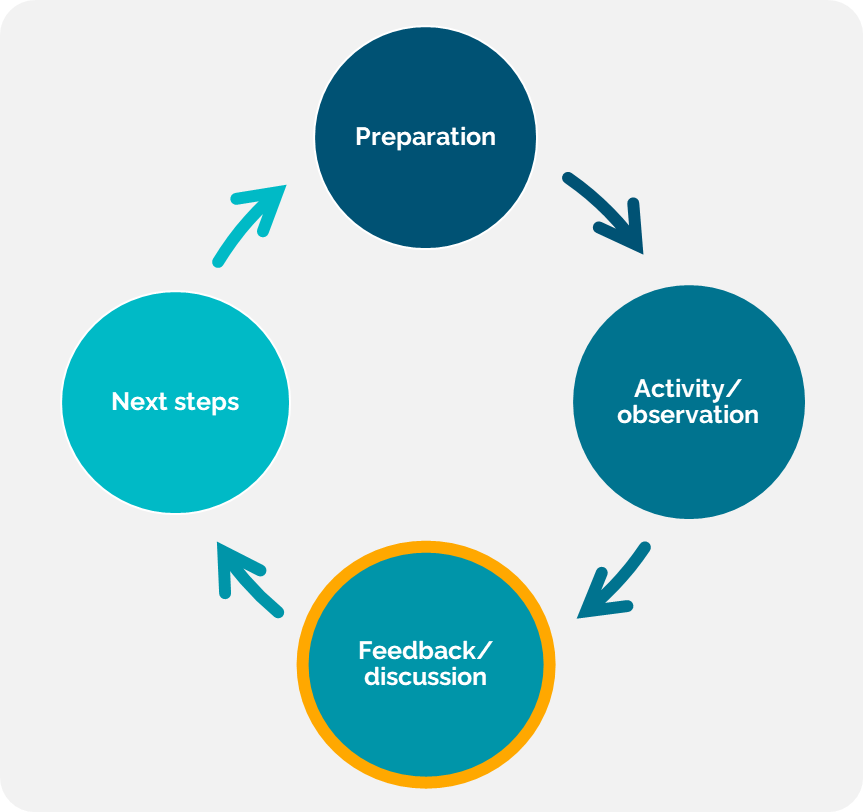 Preparation
Activity/
observation
Feedback/
discussion
Next steps